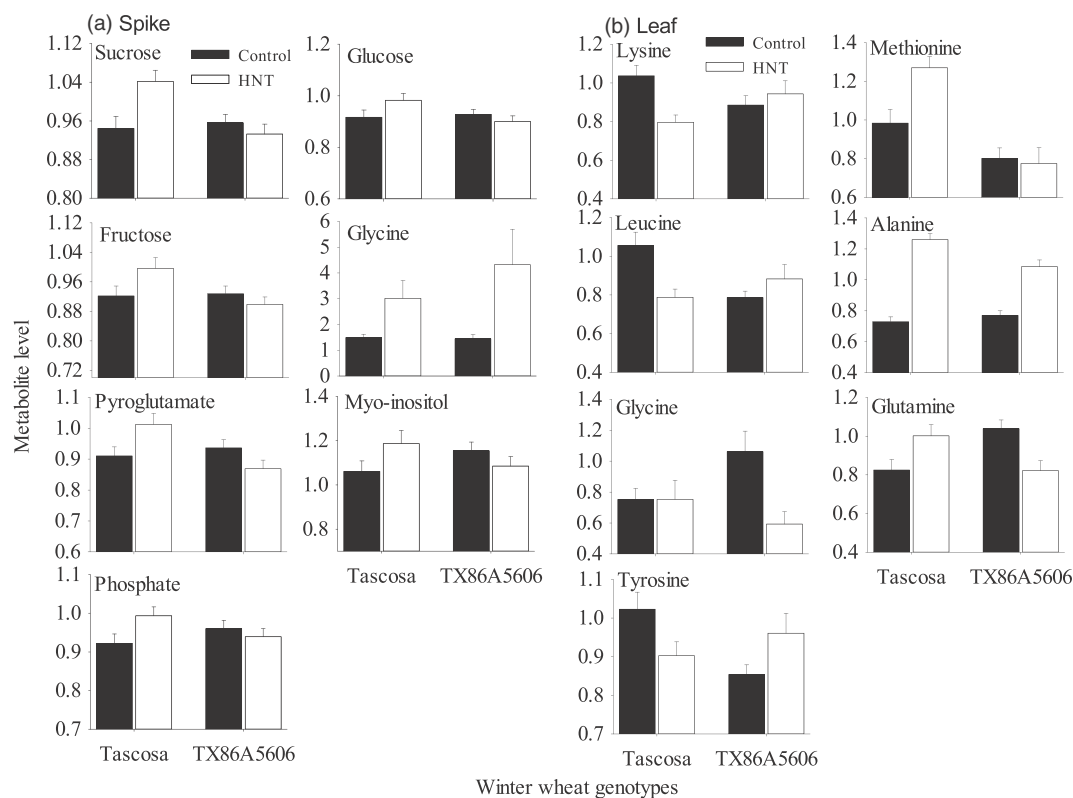 (a) Spike
Sucrose
Control
HNT
1.12
1.04
0.96
0.88
0.80
Glucose
1.2
1.0
0.8
0.6
Fructose
1.12
1.04
0.96
0.88
0.80
0.72
Glycine
6
5
4
3
2
1
0
Pyroglutamate
1.1
1.0
0.9
0.8
0.7
0.6
Myo-inositol
1.4
1.2
1.0
0.8
Tascosa TX86A5606
Phosphate
1.1
1.0
0.9
0.8
0.7
Tascosa TX86A5606
(b) Leaf
Lysine
Control
HNT
1.2
1.0
0.8
0.6
0.4
Methionine
1.4
1.2
1.0
0.8
0.6
Leucine
1.2
1.0
0.8
0.6
0.4
Alanine
1.4
1.2
1.0
0.8
0.6
0.4
Glycine
1.4
1.2
1.0
0.8
0.6
0.4
Glutamine
1.2
1.0
0.8
0.6
0.4
Tascosa TX86A5606
Tyrosine
1.1
1.0
0.9
0.8
0.7
Tascosa TX86A5606
Metabolite level
Winter wheat genotypes